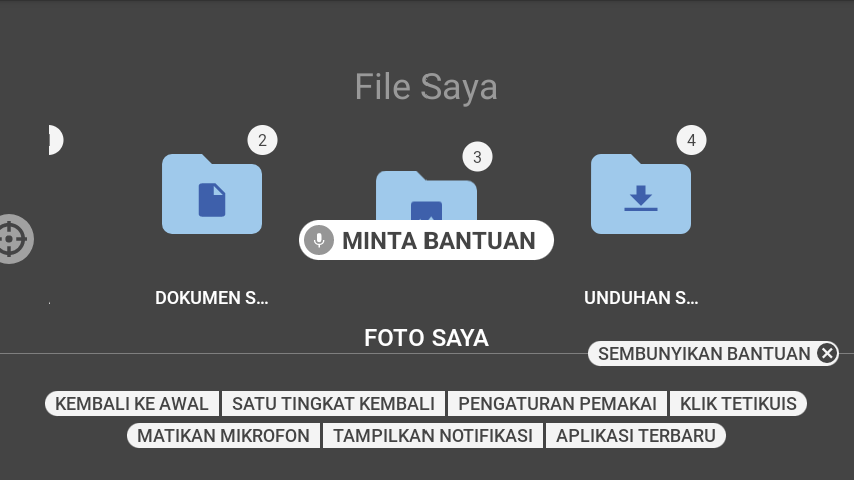 File Saya
2
3
4
MINTA BANTUAN
DOKUMEN S...
UNDUHAN S...
FOTO SAYA
SEMBUNYIKAN BANTUAN
KEMBALI KE AWAL
SATU TINGKAT KEMBALI
PENGATURAN PEMAKAI
KLIK TETIKUIS
MATIKAN MIKROFON
TAMPILKAN NOTIFIKASI
APLIKASI TERBARU